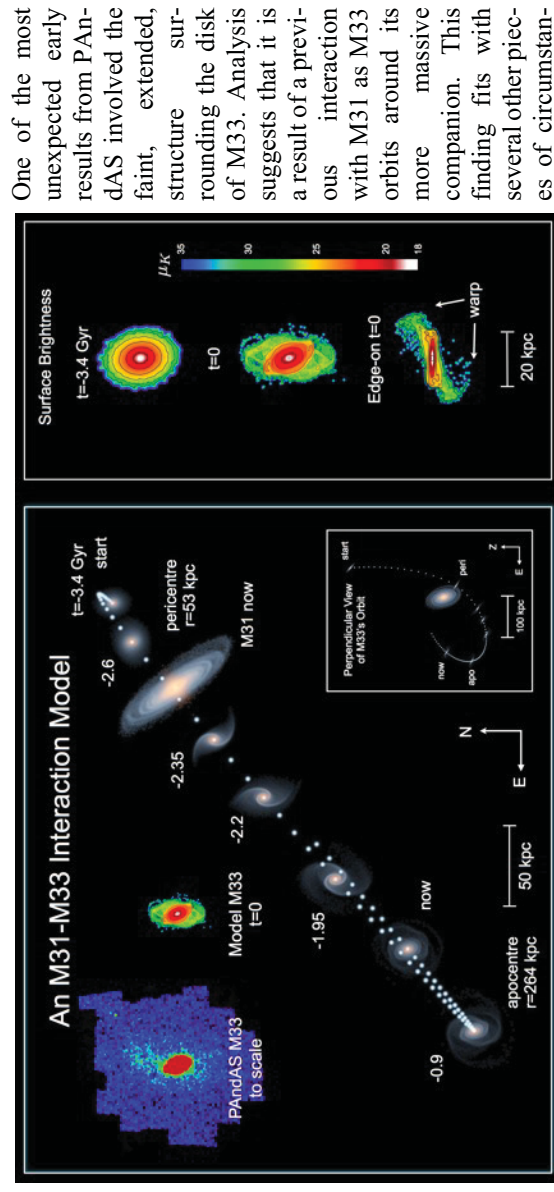 An M31-M33 Interaction Model
PAndAS M33
to scale
Model M33
t=0
t=-3.4 Gyr
start
-2.6
pericentre
r=53 kpc
M31 now
-2.35
-2.2
-1.95
now
-0.9
apocentre
r=264 kpc
50 kpc
N
E
Perpendicular View
of M33's Orbit
start
now
apo
peri
100 kpc
Z
E
Surface Brightness
t=-3.4 Gyr
t=0
Edge-on t=0
warp
20 kpc
μK
35
30
25
20
18
One of the most
unexpected early
results from PAn-
dAS involved the
faint, extended,
structure sur-
rounding the disk
of M33. Analysis
suggests that it is
a result of a previ-
ous interaction
with M31 as M33
orbits around its
more massive
companion. This
finding fits with
several other piec-
es of circumstan-